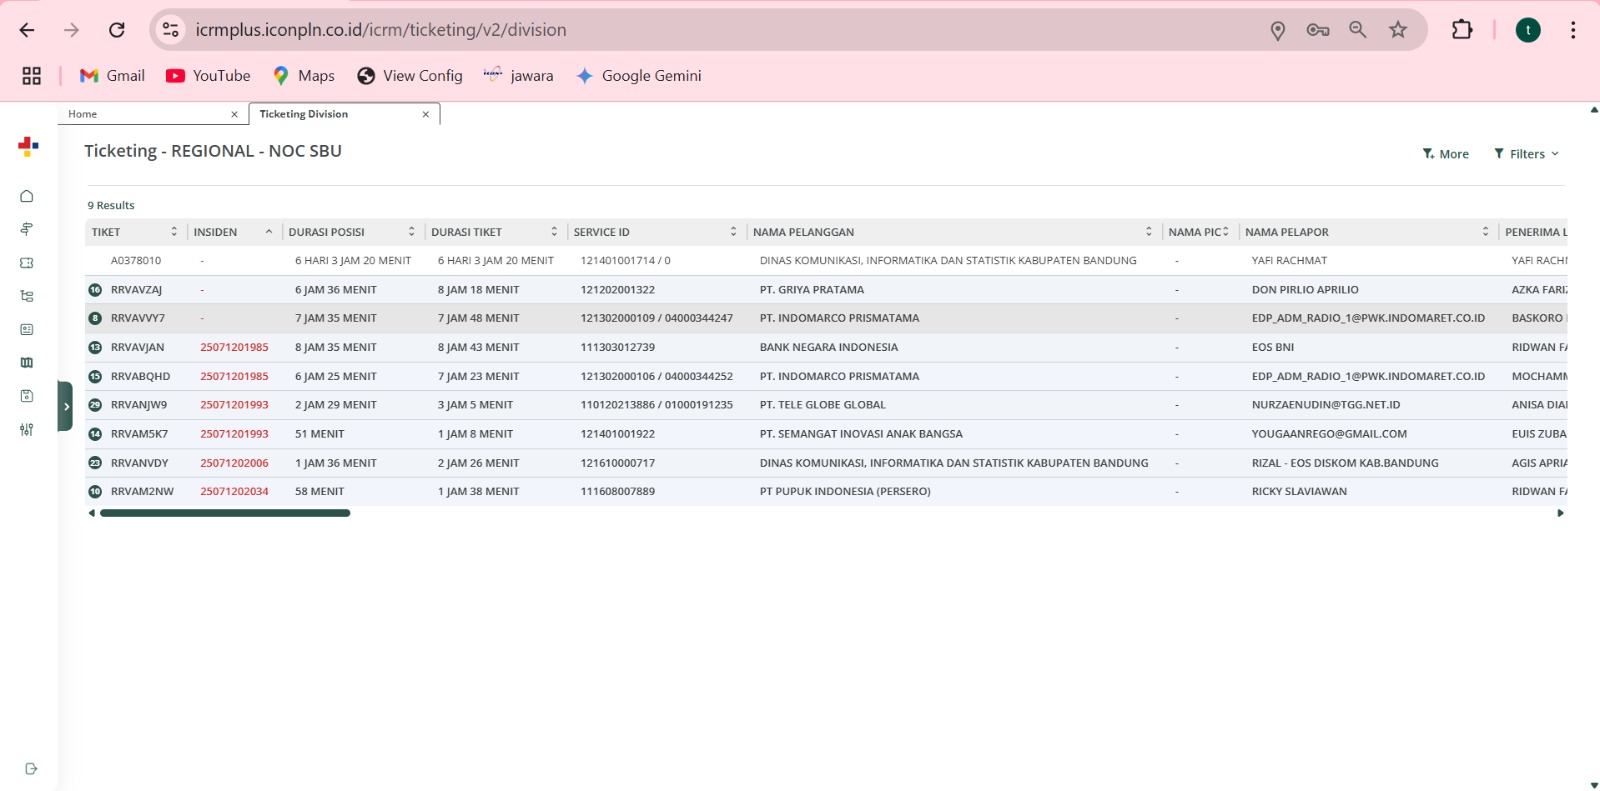 icrmplus.iconpln.co.id/icrm/ticketing/v2/division
t
Gmail YouTube Maps View Config jawara Google Gemini
Home Ticketing Division
Ticketing - REGIONAL - NOC SBU
More Filters
9 Results
TIKET INSIDEN DURASI POSISI DURASI TIKET SERVICE ID NAMA PELANGGAN NAMA PIC NAMA PELAPOR PENERIMA L
A0378010 - 6 HARI 3 JAM 20 MENIT 6 HARI 3 JAM 20 MENIT 121401001714 / 0 DINAS KOMUNIKASI, INFORMATIKA DAN STATISTIK KABUPATEN BANDUNG - YAFI RACHMAT YAFI RACHM
16 RRVAVZAJ - 6 JAM 36 MENIT 8 JAM 18 MENIT 121202001322 PT. GRIYA PRATAMA - DON PIRLIO APRILIO AZKA FARIZ
8 RRVAVVY7 - 7 JAM 35 MENIT 7 JAM 48 MENIT 121302000109 / 04000344247 PT. INDOMARCO PRISMATAMA - EDP_ADM_RADIO_1@PWK.INDOMARET.CO.ID BASKORO
13 RRVAVJAN 25071201985 8 JAM 35 MENIT 8 JAM 43 MENIT 111303012739 BANK NEGARA INDONESIA - EOS BNI RIDWAN FA
15 RRVABQHD 25071201985 6 JAM 25 MENIT 7 JAM 23 MENIT 121302000106 / 04000344252 PT. INDOMARCO PRISMATAMA - EDP_ADM_RADIO_1@PWK.INDOMARET.CO.ID MOCHAMM
29 RRVANJW9 25071201993 2 JAM 29 MENIT 3 JAM 5 MENIT 110120213886 / 01000191235 PT. TELE GLOBE GLOBAL - NURZAENUDIN@TGG.NET.ID ANISA DIA
14 RRVAM5K7 25071201993 51 MENIT 1 JAM 8 MENIT 121401001922 PT. SEMANGAT INOVASI ANAK BANGSA - YOUGAANREGO@GMAIL.COM EUIS ZUBA
23 RRVANVDY 25071202006 1 JAM 36 MENIT 2 JAM 26 MENIT 121610000717 DINAS KOMUNIKASI, INFORMATIKA DAN STATISTIK KABUPATEN BANDUNG - RIZAL - EOS DISKOM KAB.BANDUNG AGIS APRIA
10 RRVAM2NW 25071202034 58 MENIT 1 JAM 38 MENIT 111608007889 PT PUPUK INDONESIA (PERSERO) - RICKY SLAVIAWAN RIDWAN FA